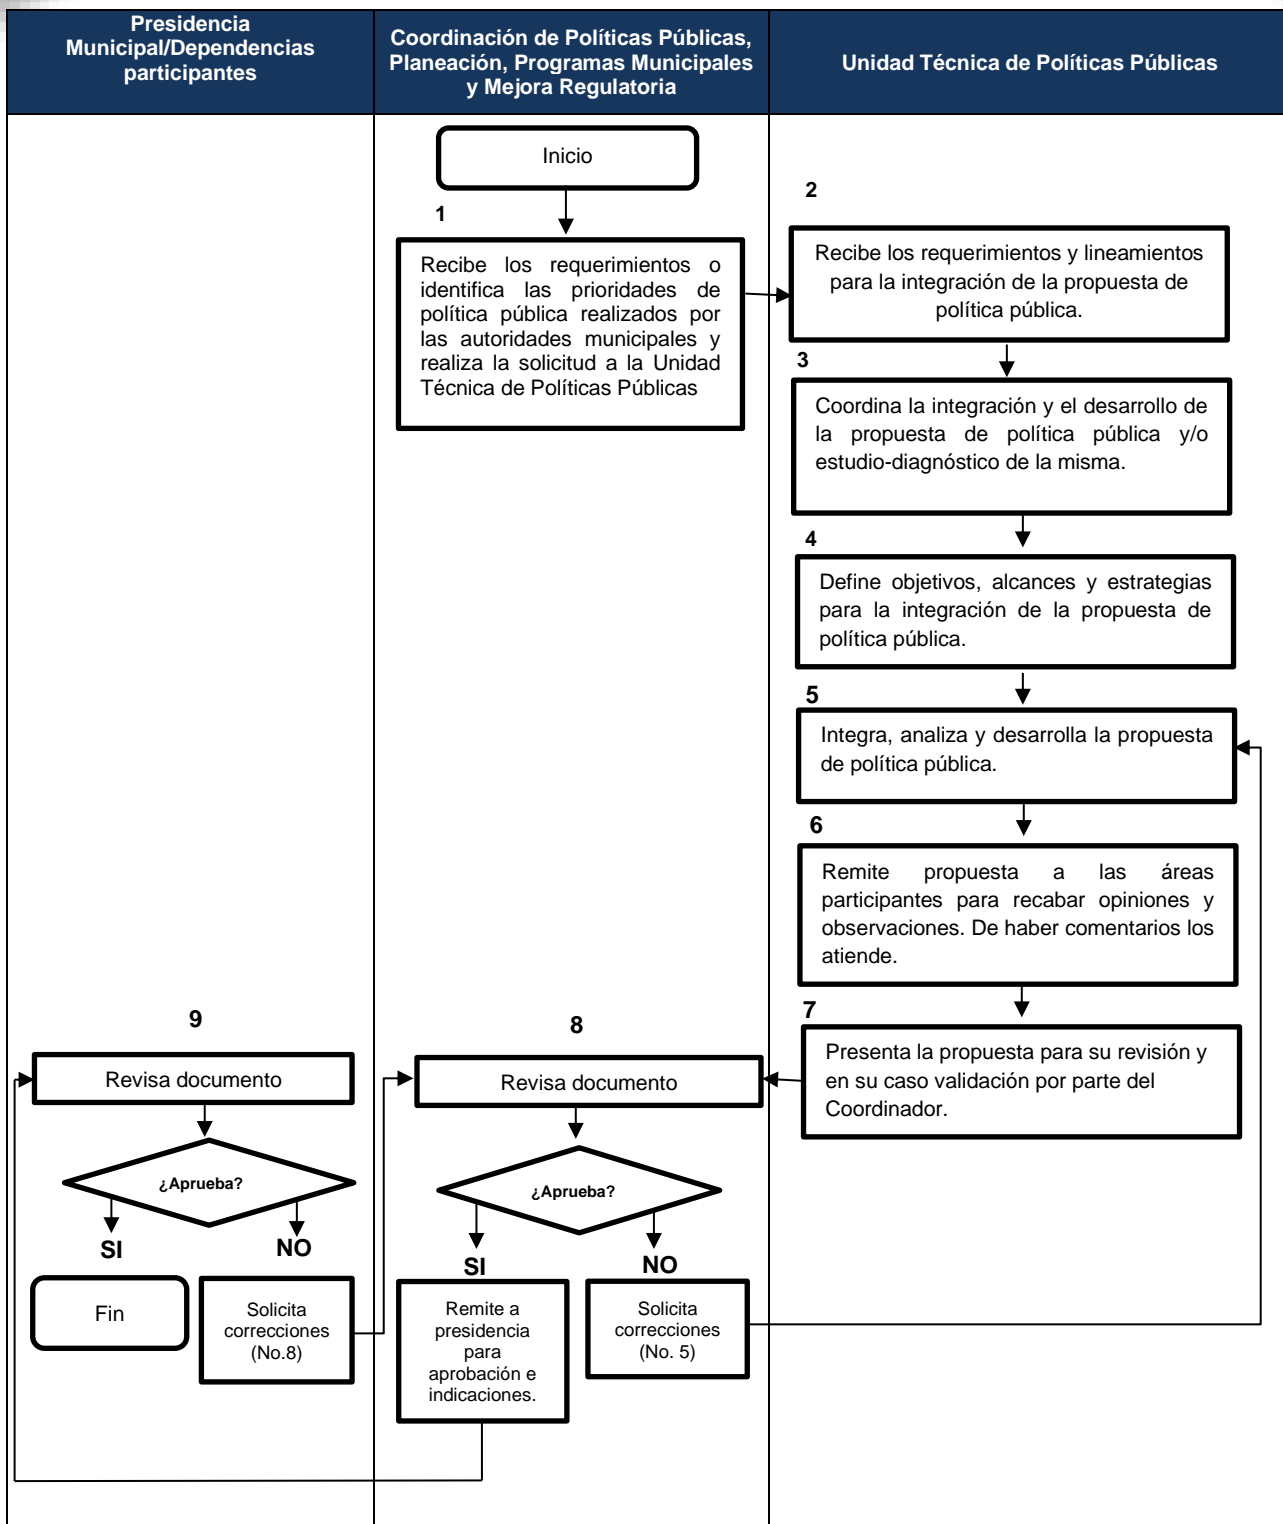 Presidencia
Municipal/Dependencias
participantes
Coordinación de Políticas Públicas,
Planeación, Programas Municipales
y Mejora Regulatoria
Unidad Técnica de Políticas Públicas
Inicio
1
Recibe los requerimientos o
identifica las prioridades de
política pública realizados por
las autoridades municipales y
realiza la solicitud a la Unidad
Técnica de Políticas Públicas
2
Recibe los requerimientos y lineamientos
para la integración de la propuesta de
política pública.
3
Coordina la integración y el desarrollo de
la propuesta de política pública y/o
estudio-diagnóstico de la misma.
4
Define objetivos, alcances y estrategias
para la integración de la propuesta de
política pública.
5
Integra, analiza y desarrolla la propuesta
de política pública.
6
Remite propuesta a las áreas
participantes para recabar opiniones y
observaciones. De haber comentarios los
atiende.
7
Presenta la propuesta para su revisión y
en su caso validación por parte del
Coordinador.
8
Revisa documento
¿Aprueba?
SI
NO
Remite a
presidencia
para
aprobación e
indicaciones.
Solicita
correcciones
(No. 5)
9
Revisa documento
¿Aprueba?
SI
NO
Fin
Solicita
correcciones
(No.8)